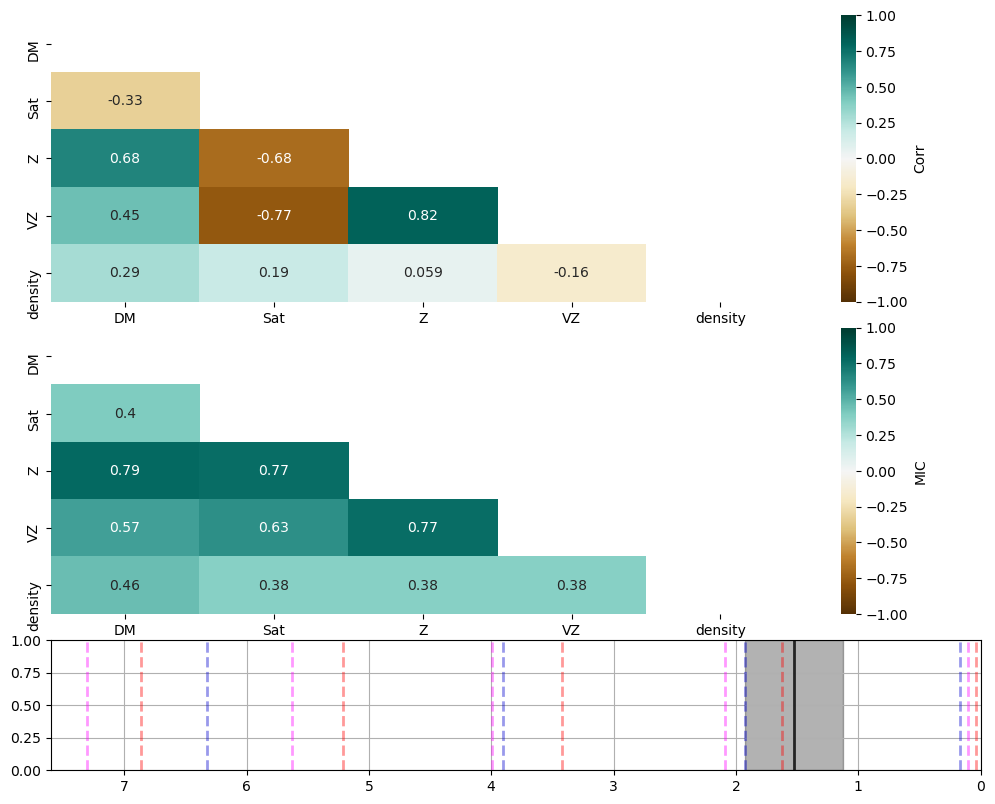 DM
Sat
Z
VZ
density
-0.33
0.68 -0.68
0.45 -0.77 0.82
0.29 0.19 0.059 -0.16
DM Sat Z VZ density
1.00
0.75
0.50
0.25
0.00
−0.25
−0.50
−0.75
−1.00
Corr
DM
Sat
Z
VZ
density
0.4
0.79 0.77
0.57 0.63 0.77
0.46 0.38 0.38 0.38
DM Sat Z VZ density
1.00
0.75
0.50
0.25
0.00
−0.25
−0.50
−0.75
−1.00
MIC
1.00
0.75
0.50
0.25
0.00
7 6 5 4 3 2 1 0